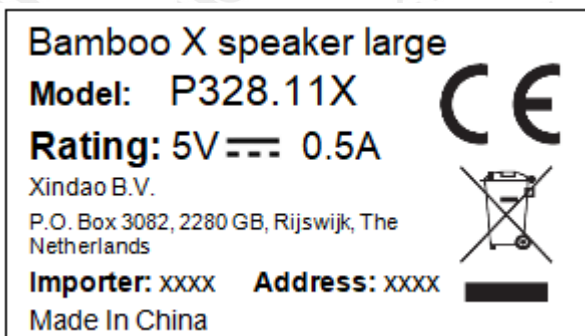 Bamboo X speaker large
Model: P328.11X
Rating: 5V ⎓ 0.5A
Xindao B.V.
P.O. Box 3082, 2280 GB, Rijswijk, The
Netherlands
Importer: xxxx Address: xxxx
Made In China
CE